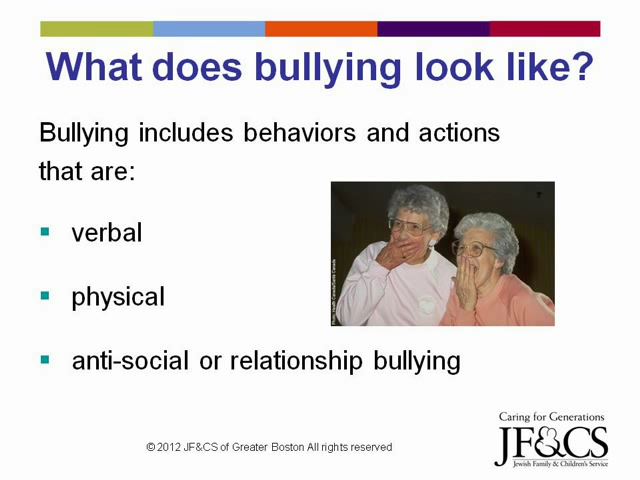 What does bullying look like?
Bullying includes behaviors and actions
that are:
▪ verbal
▪ physical
▪ anti-social or relationship bullying
© 2012 JF&CS of Greater Boston All rights reserved
Caring for Generations
JF&CS
Jewish Family & Children's Service